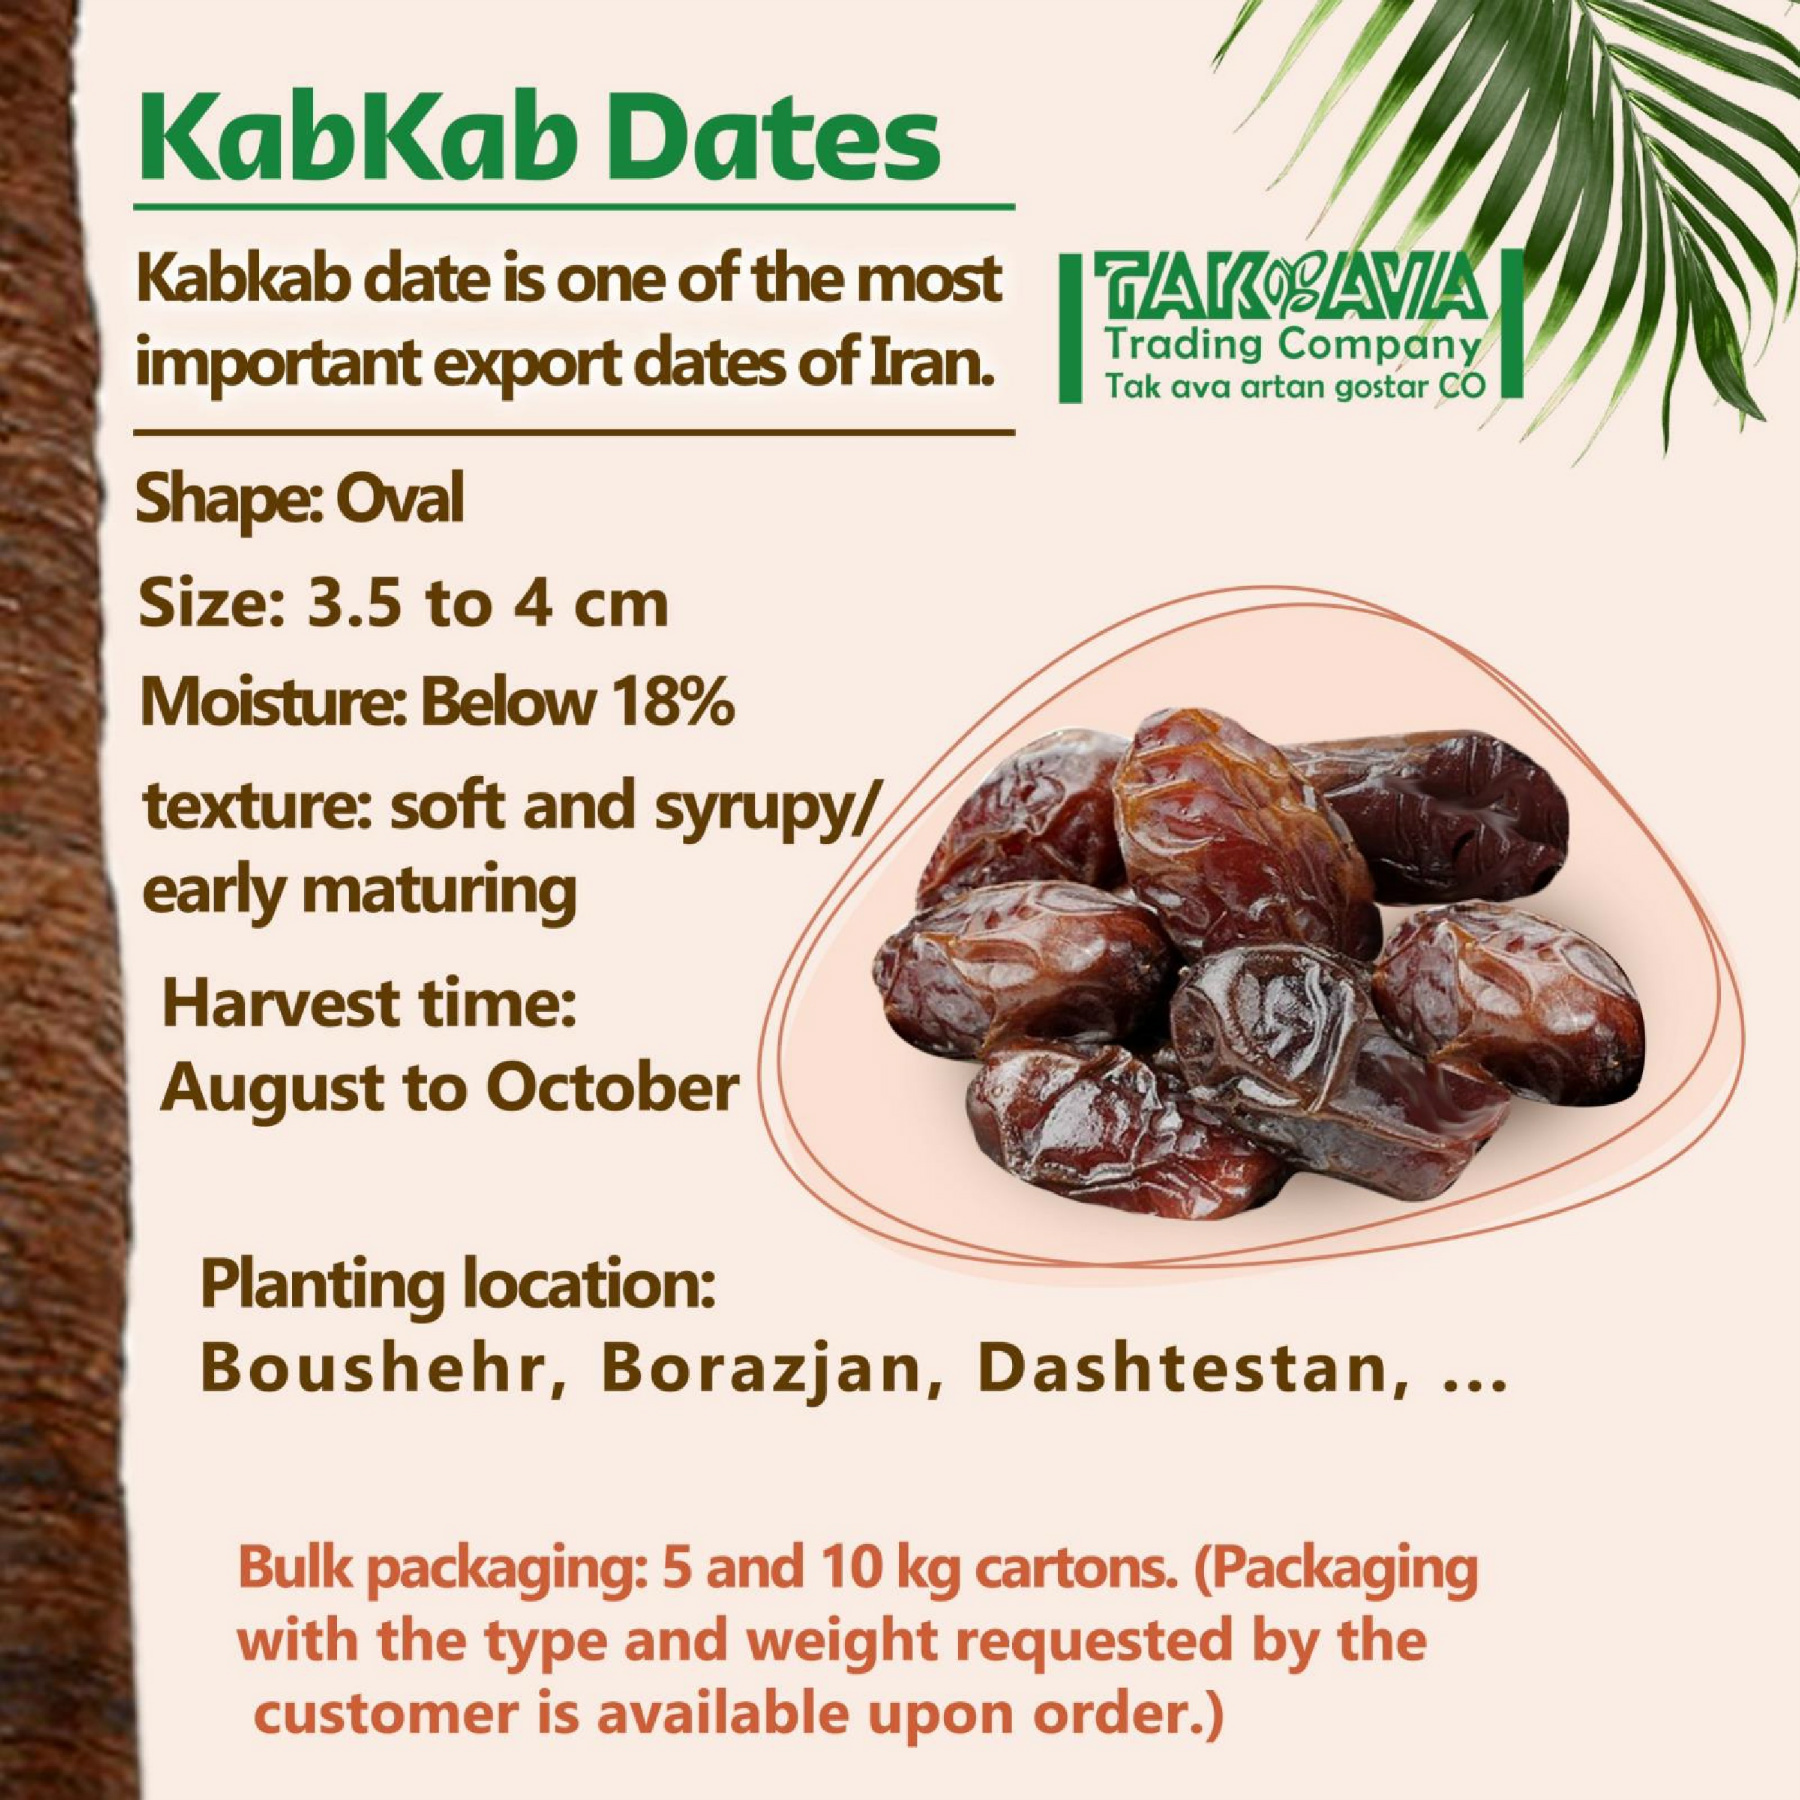 KabKab Dates
Kabkab date is one of the most
important export dates of Iran.
TAK AVA
Trading Company
Tak ava artan gostar CO
Shape: Oval
Size: 3.5 to 4 cm
Moisture: Below 18%
texture: soft and syrupy/
early maturing
Harvest time:
August to October
Planting location:
Boushehr, Borazjan, Dashtestan, ...
Bulk packaging: 5 and 10 kg cartons. (Packaging
with the type and weight requested by the
customer is available upon order.)